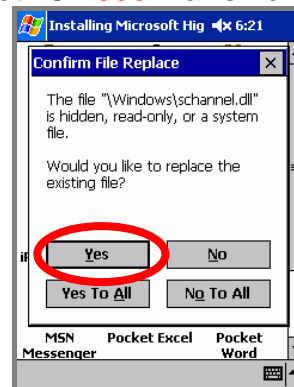 Installing Microsoft Hig 6:21
Confirm File Replace
The file "\Windows\schannel.dll"
is hidden, read-only, or a system
file.
Would you like to replace the
existing file?
Yes No
Yes To All No To All
MSN Pocket Excel Pocket
Messenger Word